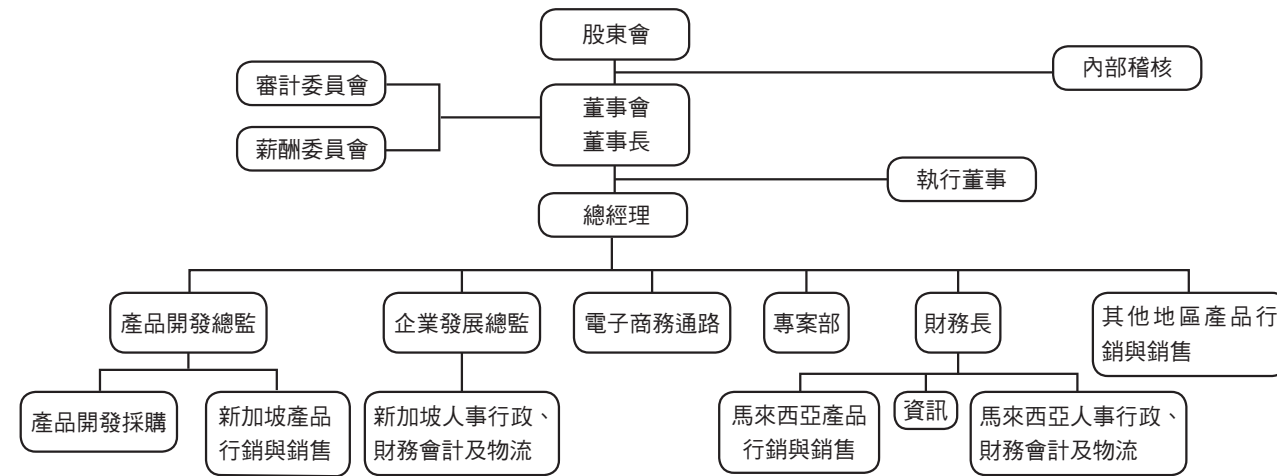 股東會
內部稽核
審計委員會
董事會
董事長
薪酬委員會
執行董事
總經理
產品開發總監
企業發展總監
電子商務通路
專案部
財務長
其他地區產品行
銷與銷售
產品開發採購
新加坡產品
行銷與銷售
新加坡人事行政、
財務會計及物流
馬來西亞產品
行銷與銷售
資訊
馬來西亞人事行政、
財務會計及物流